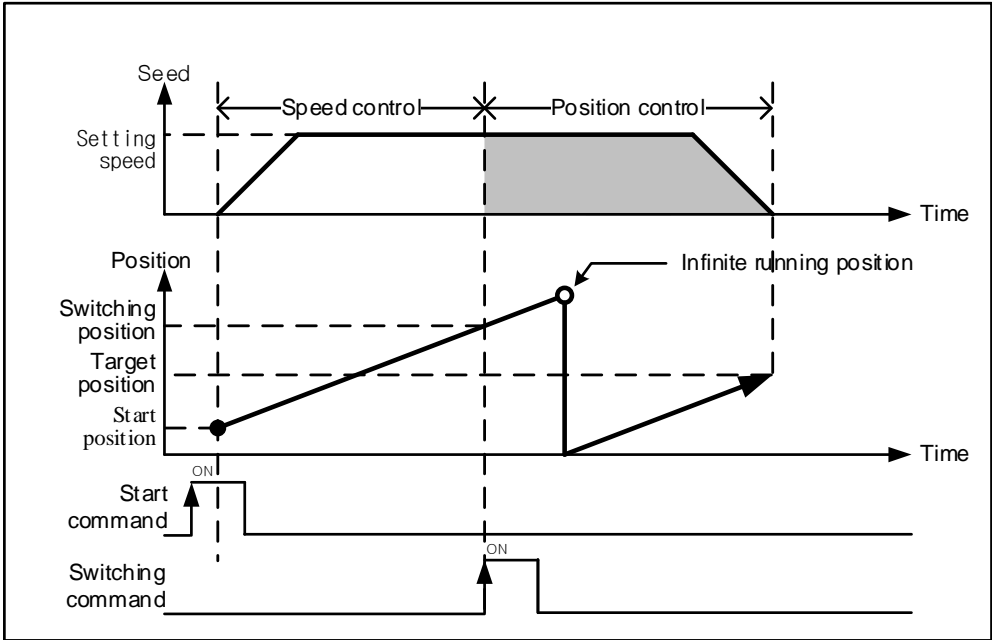 Seed
Speed control
Position control
Setting
speed
Time
Position
Infinite running position
Switching
position
Target
position
Start
position
Time
ON
Start
command
ON
Switching
command